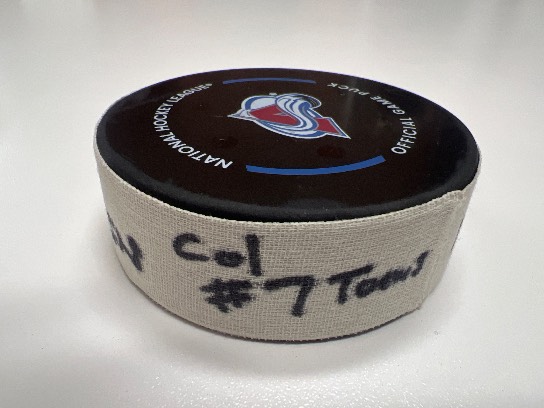 NATIONAL HOCKEY LEAGUE®
OFFICIAL GAME PUCK
Col
#7 Toews